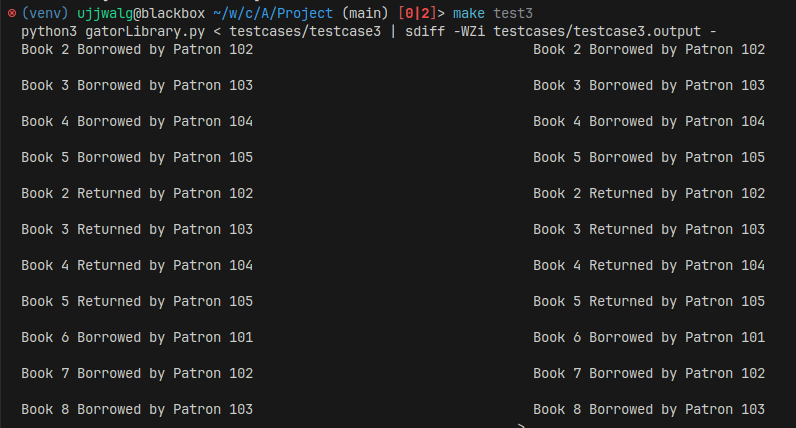 ⊗ (venv) ujjwalg@blackbox ~/w/c/A/Project (main) [0|2]> make test3
python3 gatorLibrary.py < testcases/testcase3 | sdiff -WZi testcases/testcase3.output -
Book 2 Borrowed by Patron 102 Book 2 Borrowed by Patron 102
Book 3 Borrowed by Patron 103 Book 3 Borrowed by Patron 103
Book 4 Borrowed by Patron 104 Book 4 Borrowed by Patron 104
Book 5 Borrowed by Patron 105 Book 5 Borrowed by Patron 105
Book 2 Returned by Patron 102 Book 2 Returned by Patron 102
Book 3 Returned by Patron 103 Book 3 Returned by Patron 103
Book 4 Returned by Patron 104 Book 4 Returned by Patron 104
Book 5 Returned by Patron 105 Book 5 Returned by Patron 105
Book 6 Borrowed by Patron 101 Book 6 Borrowed by Patron 101
Book 7 Borrowed by Patron 102 Book 7 Borrowed by Patron 102
Book 8 Borrowed by Patron 103 Book 8 Borrowed by Patron 103
>